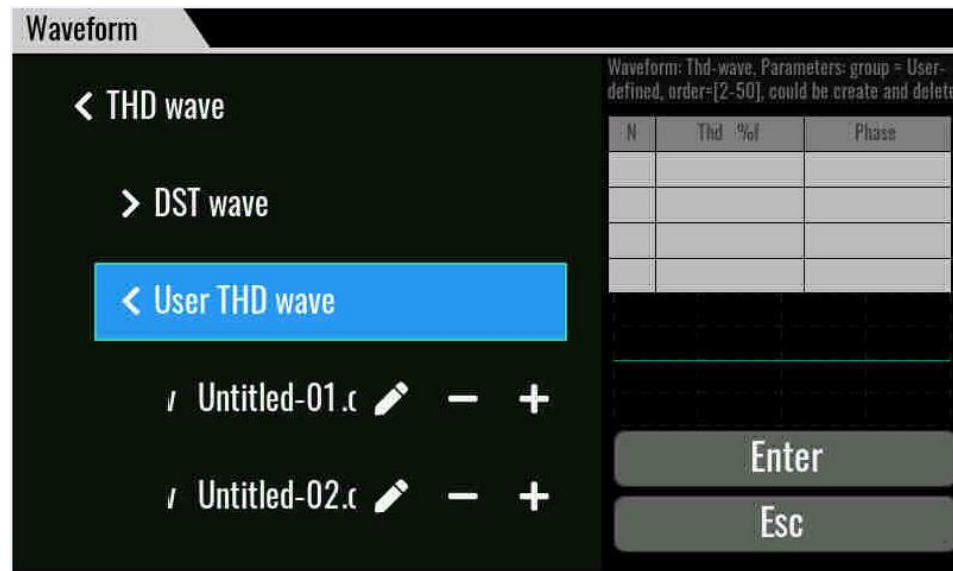 Waveform
THD wave
DST wave
User THD wave
Untitled-01.c
Untitled-02.c
Waveform: Thd-wave, Parameters: group = User-
defined, order=[2-50], could be create and delete
N Thd %f Phase
Enter
Esc